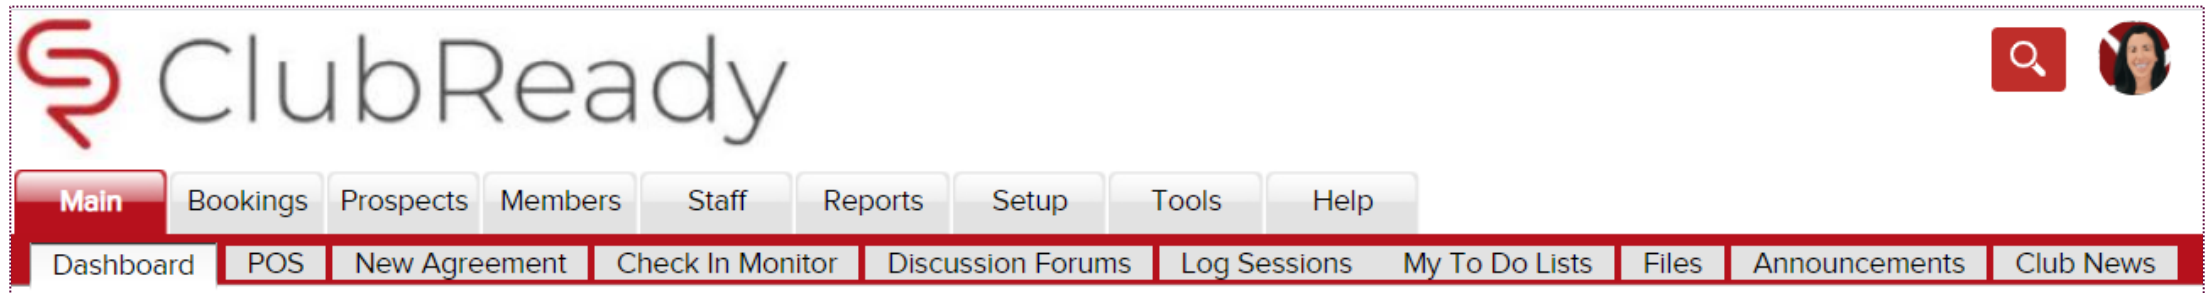 ClubReady
Main Bookings Prospects Members Staff Reports Setup Tools Help
Dashboard POS New Agreement Check In Monitor Discussion Forums Log Sessions My To Do Lists Files Announcements Club News